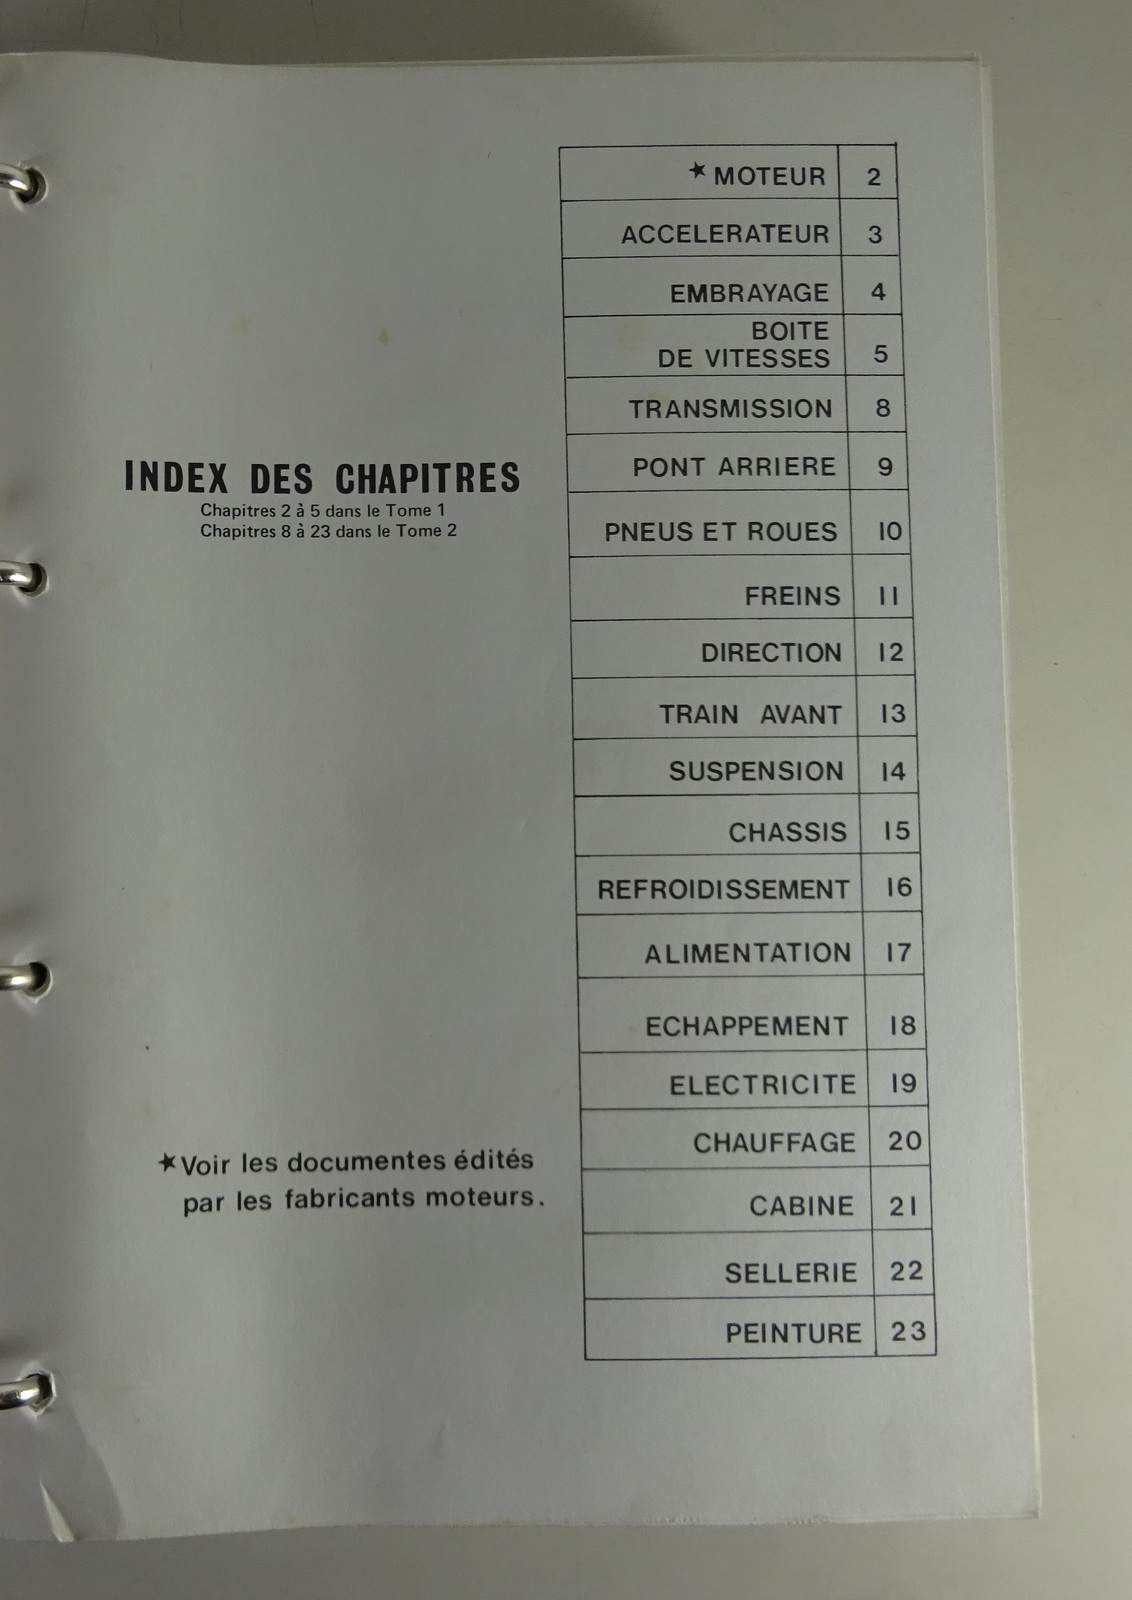 INDEX DES CHAPITRES
Chapitres 2 à 5 dans le Tome 1
Chapitres 8 à 23 dans le Tome 2
★ MOTEUR 2
ACCELERATEUR 3
EMBRAYAGE 4
BOITE
DE VITESSES 5
TRANSMISSION 8
PONT ARRIERE 9
PNEUS ET ROUES 10
FREINS 11
DIRECTION 12
TRAIN AVANT 13
SUSPENSION 14
CHASSIS 15
REFROIDISSEMENT 16
ALIMENTATION 17
ECHAPPEMENT 18
ELECTRICITE 19
CHAUFFAGE 20
CABINE 21
SELLERIE 22
PEINTURE 23
★ Voir les documentes édités
par les fabricants moteurs.